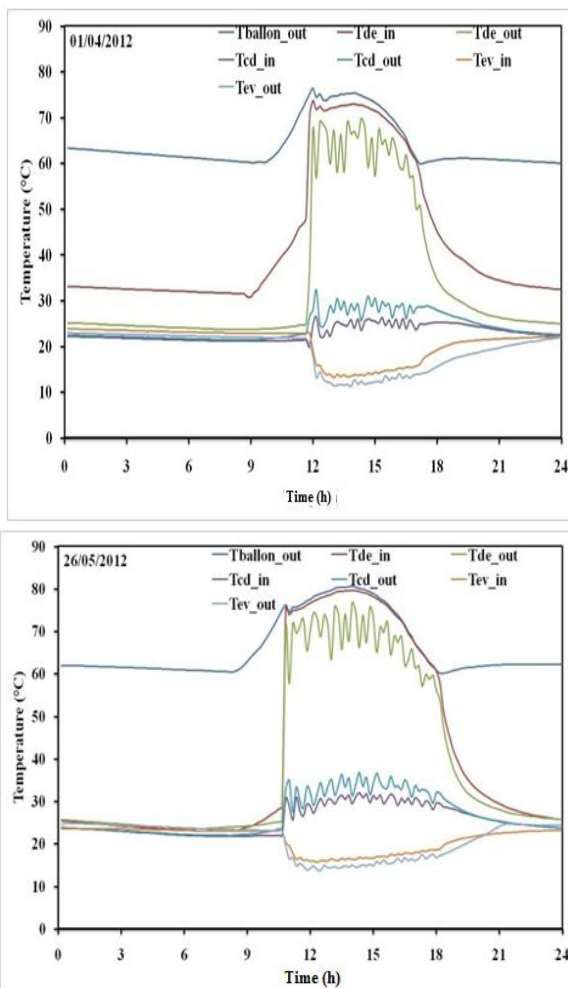 90
01/04/2012
Tballon_out Tde_in Tde_out
Tcd_in Tcd_out Tev_in
Tev_out
80
70
60
50
40
30
20
10
0
Temperature (°C)
0 3 6 9 12 15 18 21 24
Time (h)
90
26/05/2012
Tballon_out Tde_in Tde_out
Tcd_in Tcd_out Tev_in
Tev_out
80
70
60
50
40
30
20
10
0
Temperature (°C)
0 3 6 9 12 15 18 21 24
Time (h)